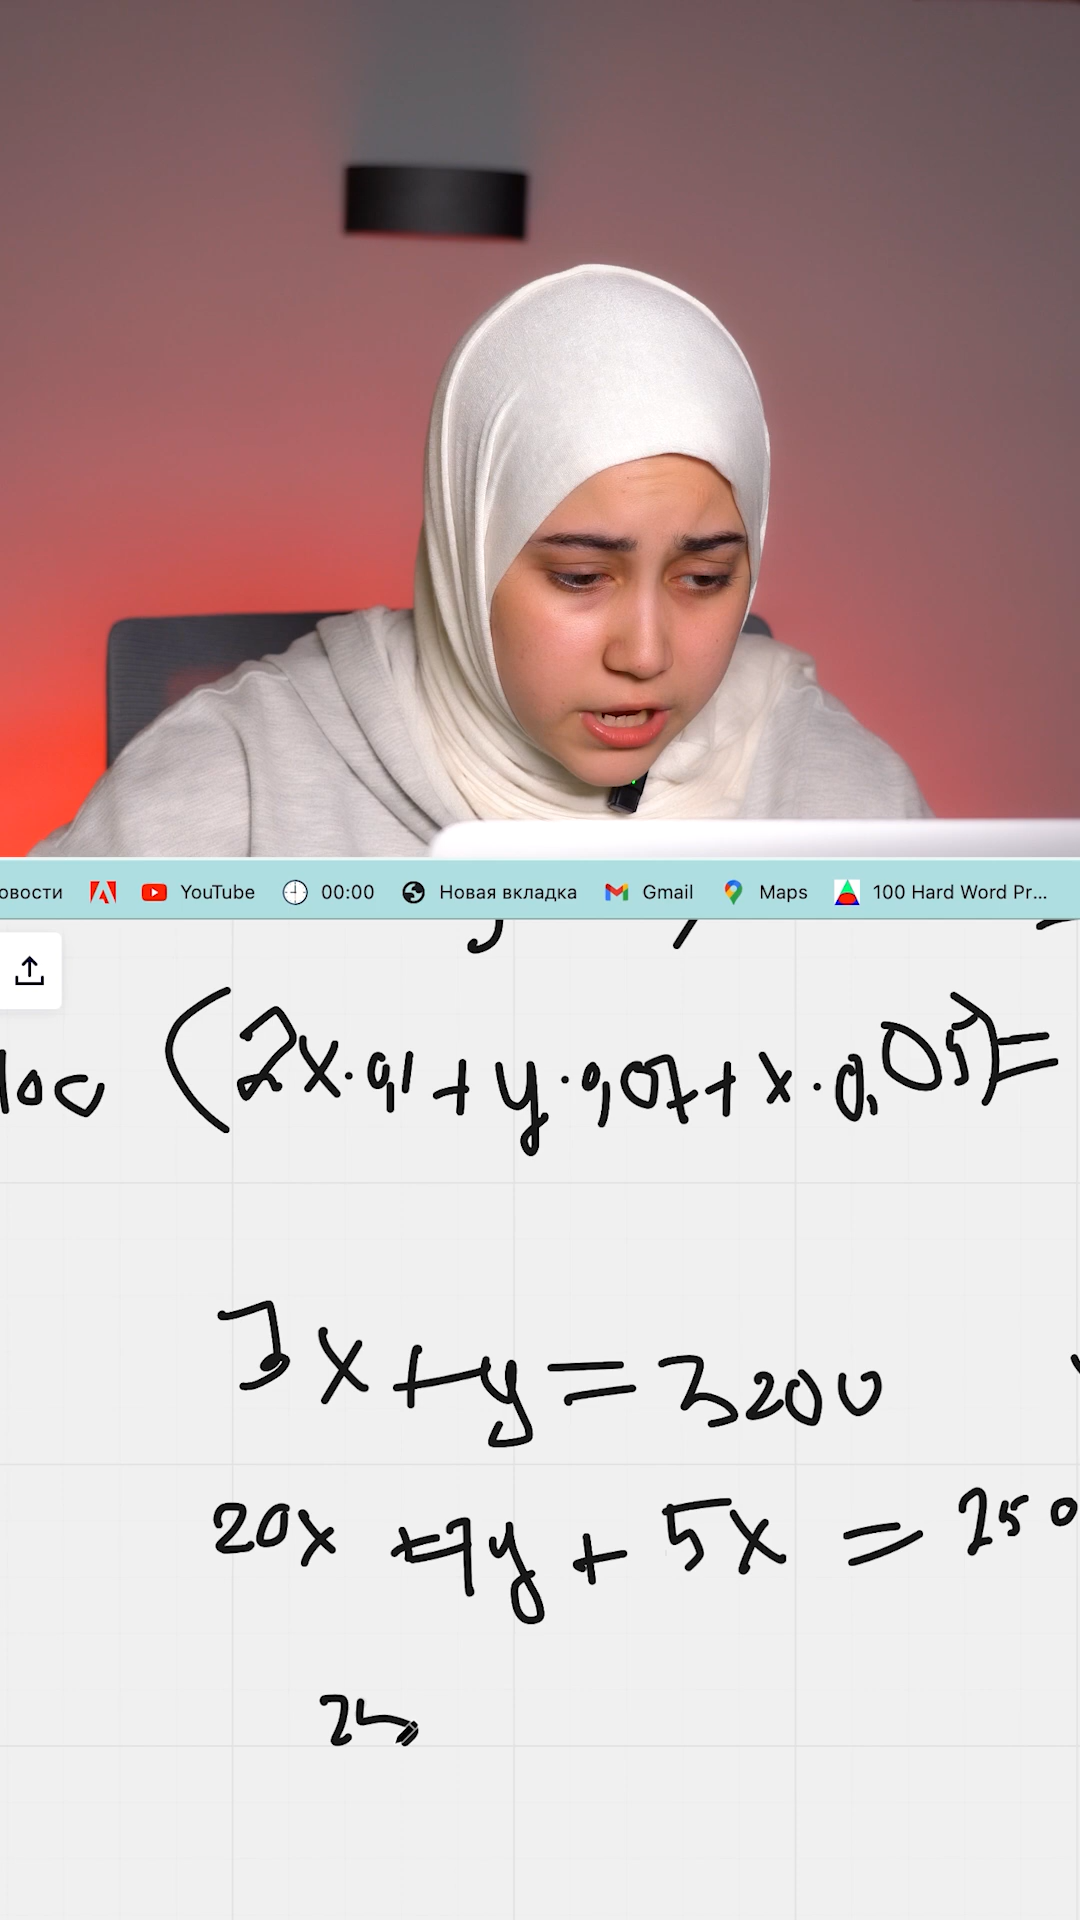 овости YouTube 00:00 Новая вкладка Gmail Maps 100 Hard Word Pr...
100 (2x·0,1+y·0,07+x·0,05)=
3x+y=3200
20x +7y + 5x = 250
25